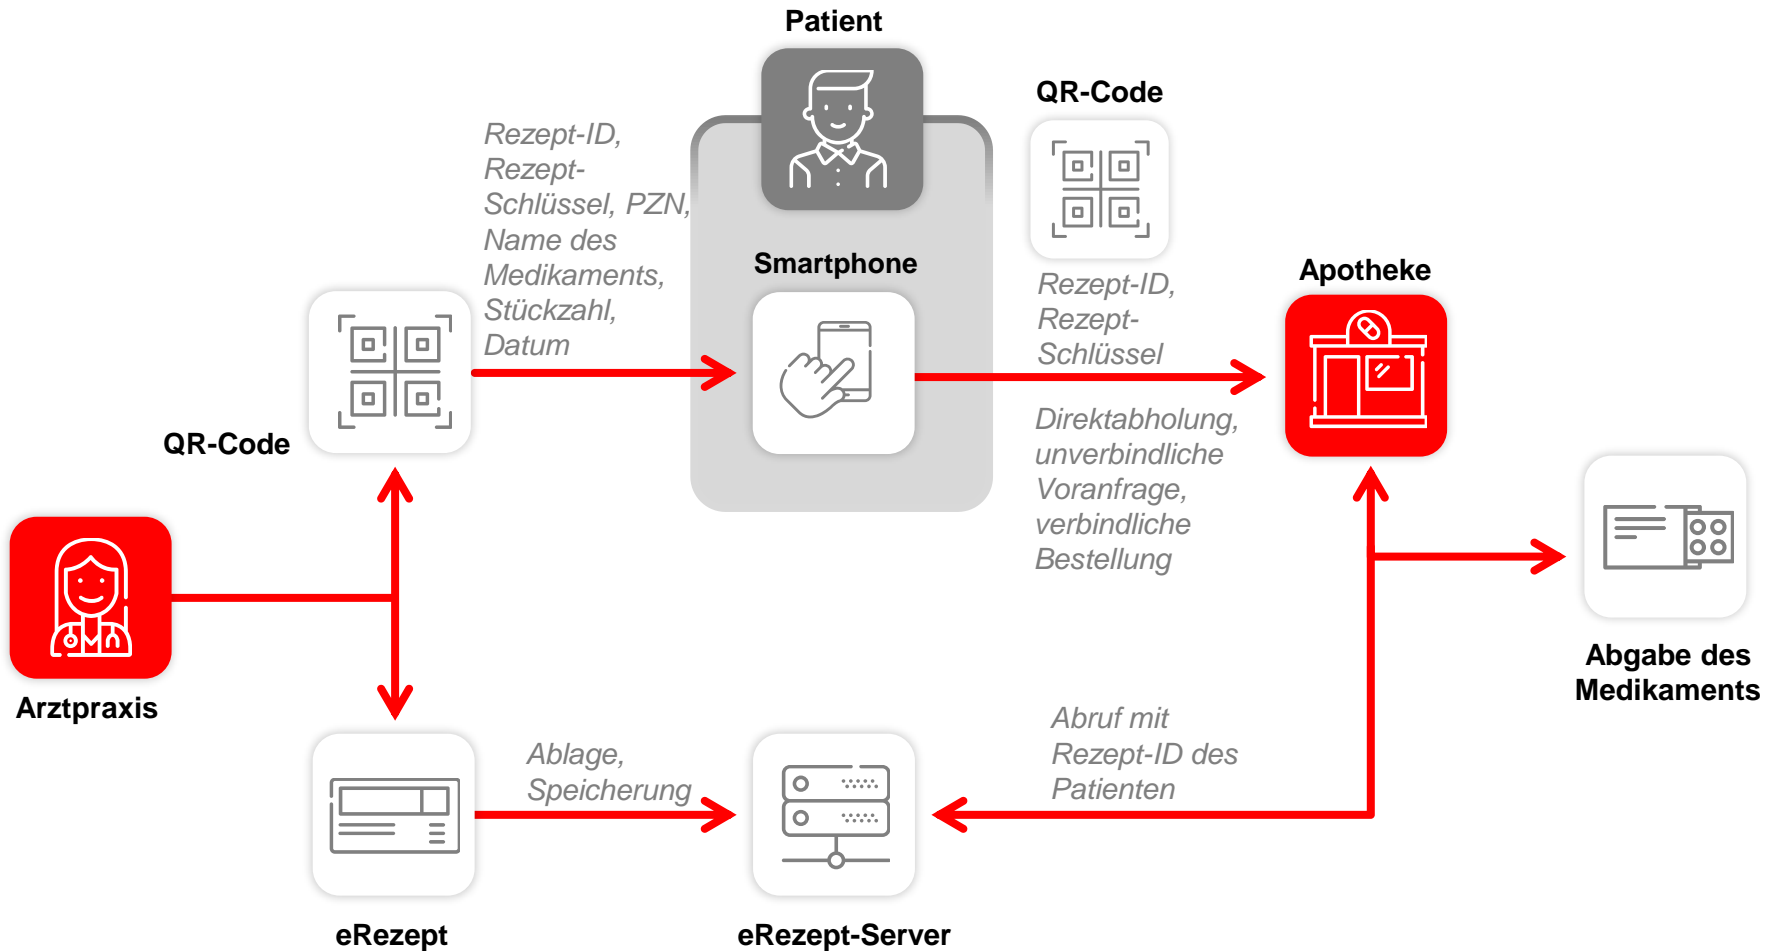 Patient
QR-Code
Rezept-ID,
Rezept-
Schlüssel, PZN,
Name des
Medikaments,
Stückzahl,
Datum
Smartphone
Rezept-ID,
Rezept-
Schlüssel
Apotheke
Direktabholung,
unverbindliche
Voranfrage,
verbindliche
Bestellung
QR-Code
Arztpraxis
Abgabe des
Medikaments
Ablage,
Speicherung
Abruf mit
Rezept-ID des
Patienten
eRezept
eRezept-Server